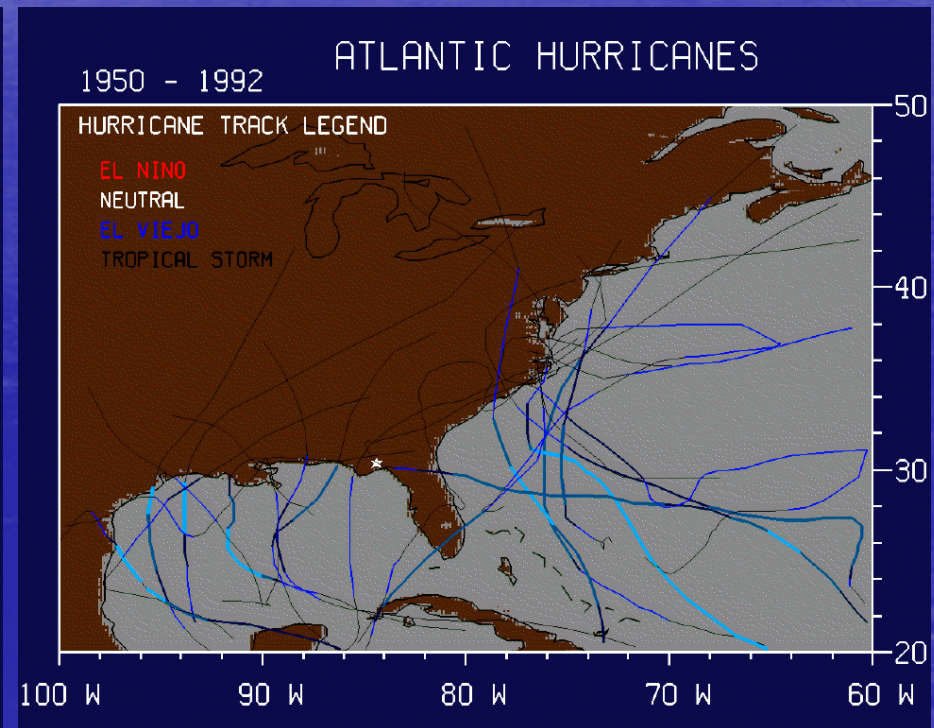 ATLANTIC HURRICANES
1950 - 1992
HURRICANE TRACK LEGEND
EL NINO
NEUTRAL
EL VIEJO
TROPICAL STORM
50
40
30
20
100 W 90 W 80 W 70 W 60 W